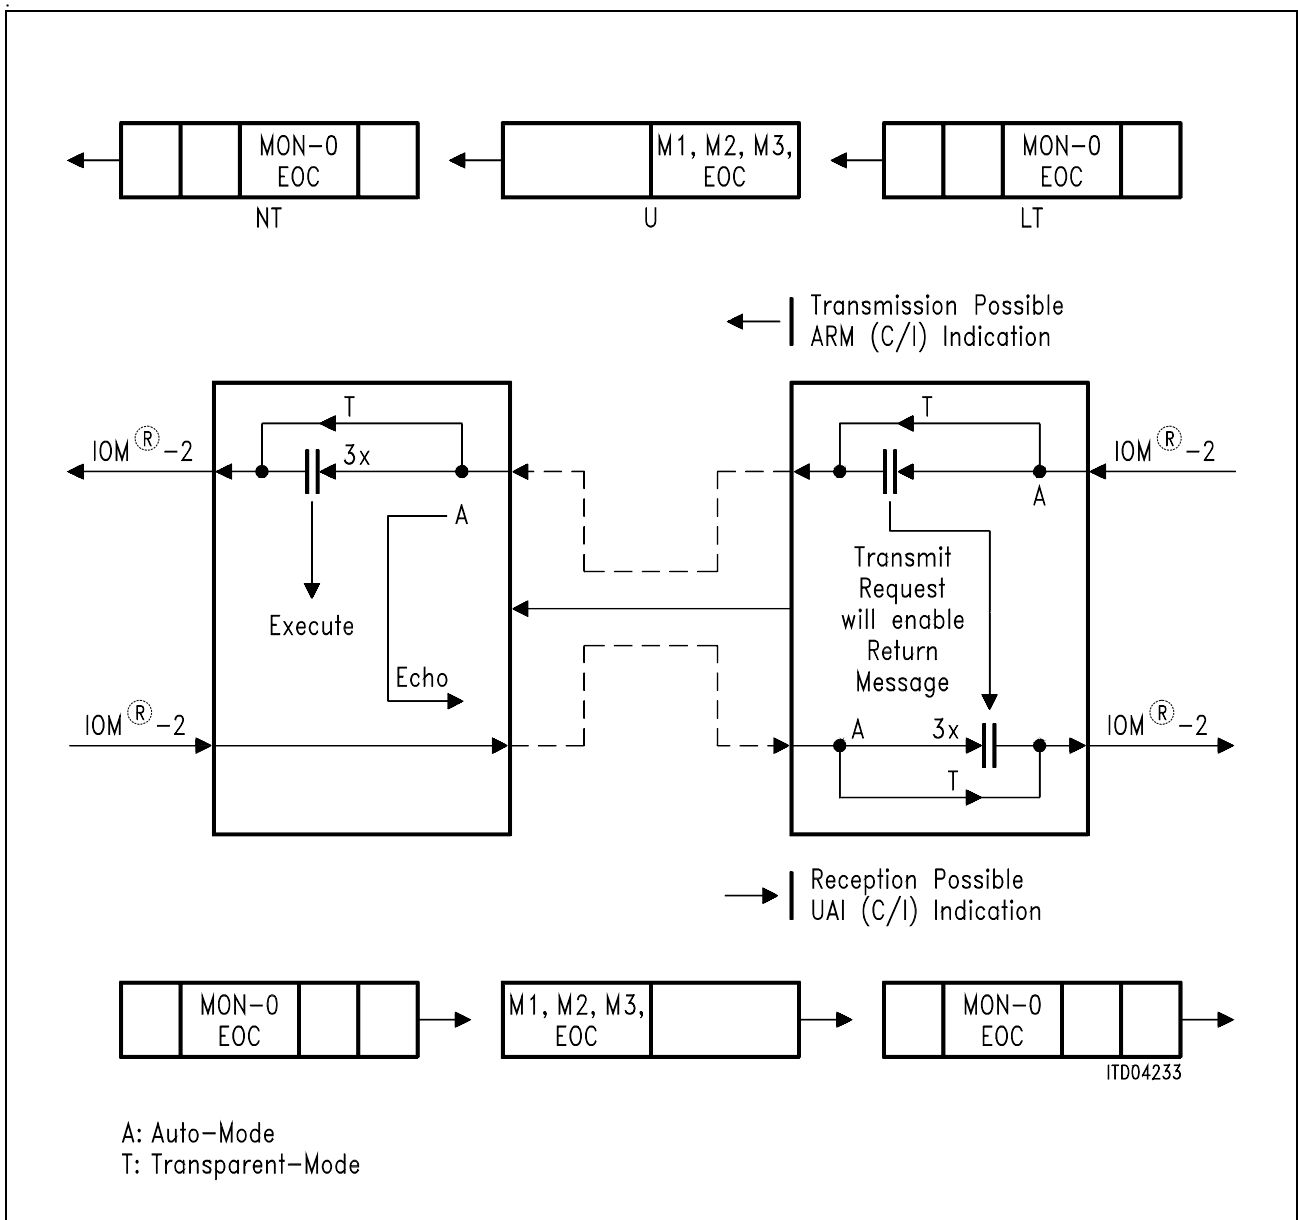 MON-0
EOC
M1, M2, M3,
EOC
MON-0
EOC
NT
U
LT
Transmission Possible
ARM (C/I) Indication
T
T
IOM®-2
3x
IOM®-2
A
A
Transmit
Request
will enable
Return
Message
Execute
Echo
IOM®-2
A
3x
IOM®-2
T
Reception Possible
UAI (C/I) Indication
MON-0
EOC
M1, M2, M3,
EOC
MON-0
EOC
ITD04233
A: Auto-Mode
T: Transparent-Mode